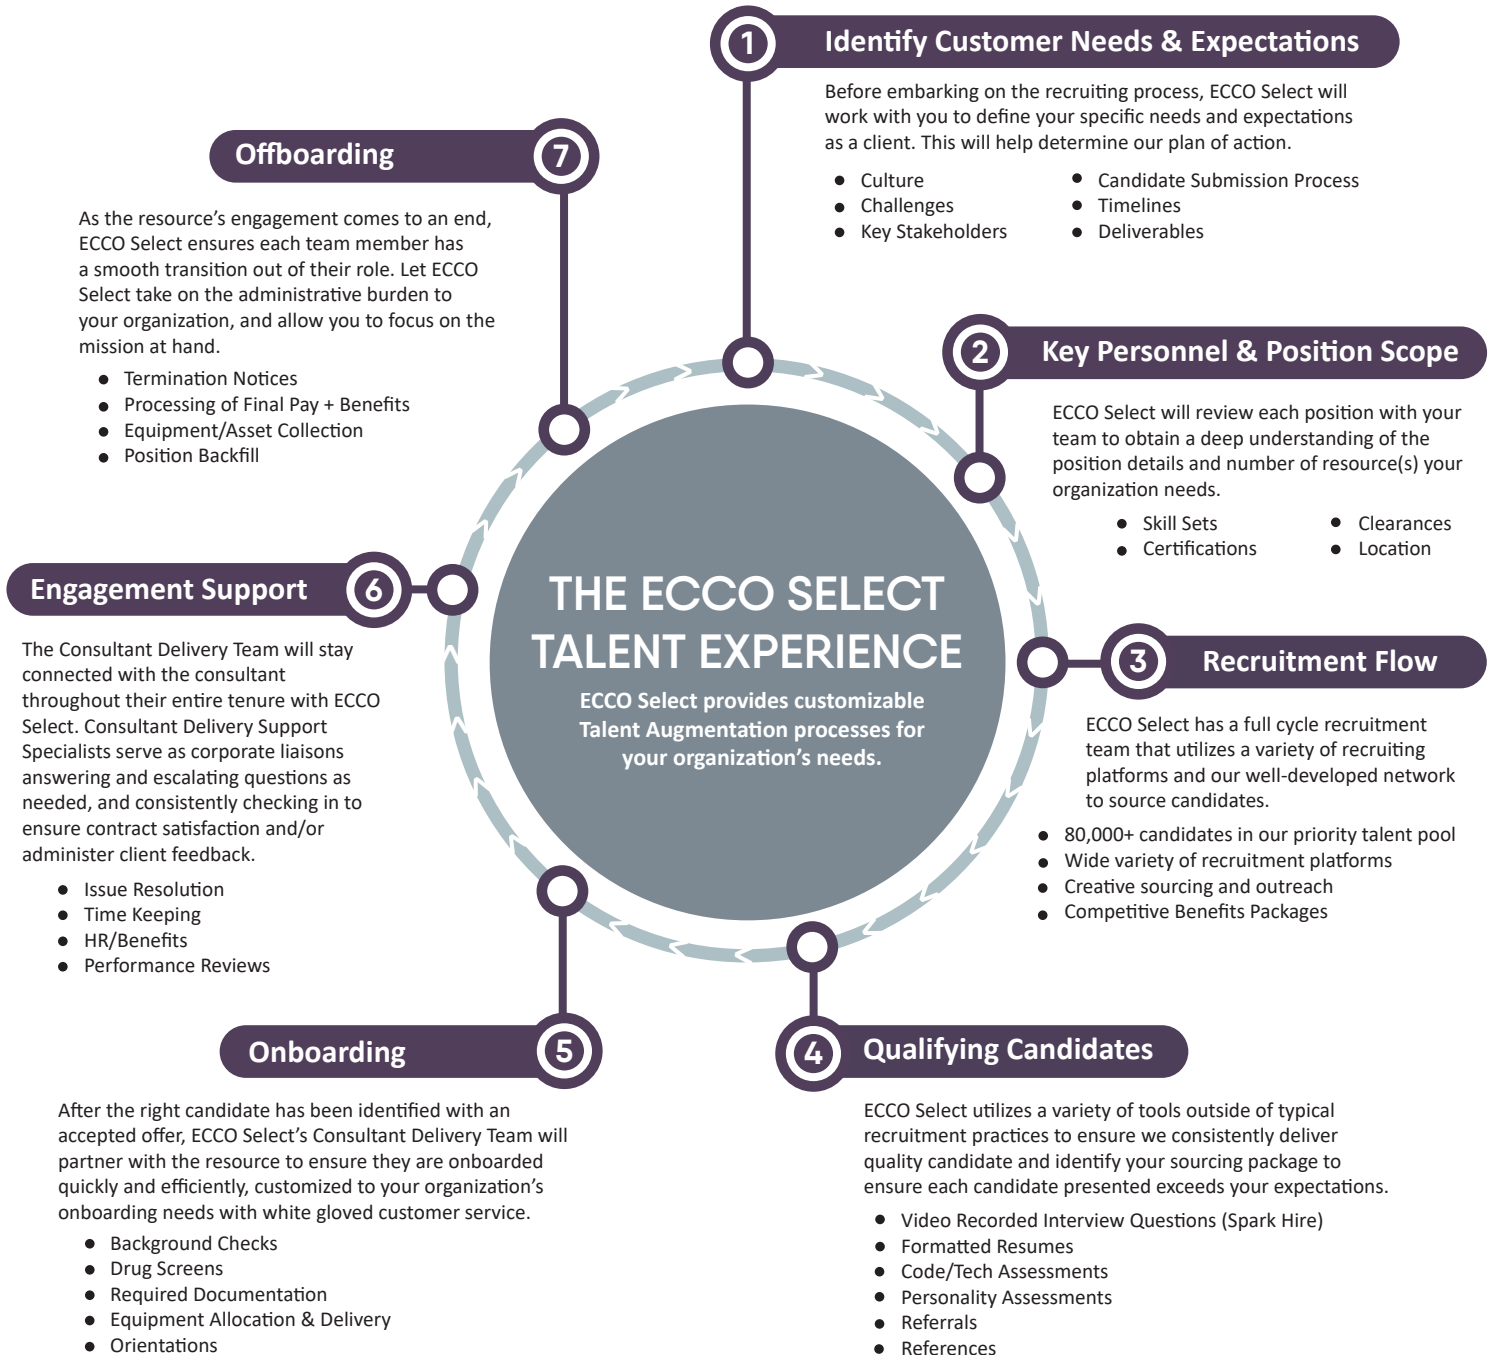 THE ECCO SELECT
TALENT EXPERIENCE
ECCO Select provides customizable
Talent Augmentation processes for
your organization's needs.
1
Identify Customer Needs & Expectations
Before embarking on the recruiting process, ECCO Select will
work with you to define your specific needs and expectations
as a client. This will help determine our plan of action.
● Culture
● Challenges
● Key Stakeholders
● Candidate Submission Process
● Timelines
● Deliverables
2
Key Personnel & Position Scope
ECCO Select will review each position with your
team to obtain a deep understanding of the
position details and number of resource(s) your
organization needs.
● Skill Sets
● Certifications
● Clearances
● Location
3
Recruitment Flow
ECCO Select has a full cycle recruitment
team that utilizes a variety of recruiting
platforms and our well-developed network
to source candidates.
● 80,000+ candidates in our priority talent pool
● Wide variety of recruitment platforms
● Creative sourcing and outreach
● Competitive Benefits Packages
4
Qualifying Candidates
ECCO Select utilizes a variety of tools outside of typical
recruitment practices to ensure we consistently deliver
quality candidate and identify your sourcing package to
ensure each candidate presented exceeds your expectations.
● Video Recorded Interview Questions (Spark Hire)
● Formatted Resumes
● Code/Tech Assessments
● Personality Assessments
● Referrals
● References
5
Onboarding
After the right candidate has been identified with an
accepted offer, ECCO Select's Consultant Delivery Team will
partner with the resource to ensure they are onboarded
quickly and efficiently, customized to your organization's
onboarding needs with white gloved customer service.
● Background Checks
● Drug Screens
● Required Documentation
● Equipment Allocation & Delivery
● Orientations
6
Engagement Support
The Consultant Delivery Team will stay
connected with the consultant
throughout their entire tenure with ECCO
Select. Consultant Delivery Support
Specialists serve as corporate liaisons
answering and escalating questions as
needed, and consistently checking in to
ensure contract satisfaction and/or
administer client feedback.
● Issue Resolution
● Time Keeping
● HR/Benefits
● Performance Reviews
7
Offboarding
As the resource's engagement comes to an end,
ECCO Select ensures each team member has
a smooth transition out of their role. Let ECCO
Select take on the administrative burden to
your organization, and allow you to focus on the
mission at hand.
● Termination Notices
● Processing of Final Pay + Benefits
● Equipment/Asset Collection
● Position Backfill